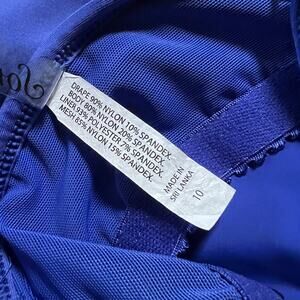 DRAPE 90% NYLON 10% SPANDEX.
BODY 80% NYLON 20% SPANDEX.
LINER 93% POLYESTER 7% SPANDEX.
MESH 85% NYLON 15% SPANDEX.
MADE IN
SRI LANKA
10